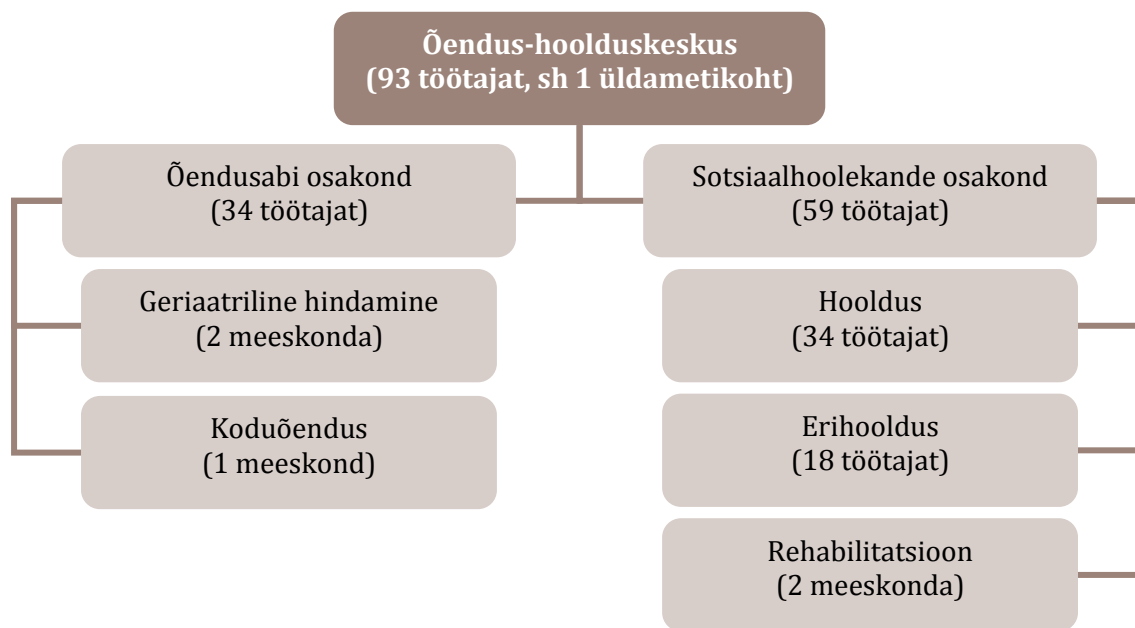 Õendus-hoolduskeskus
(93 töötajat, sh 1 üldametikoht)
Õendusabi osakond
(34 töötajat)
Geriaatriline hindamine
(2 meeskonda)
Koduõendus
(1 meeskond)
Sotsiaalhoolekande osakond
(59 töötajat)
Hooldus
(34 töötajat)
Erihooldus
(18 töötajat)
Rehabilitatsioon
(2 meeskonda)